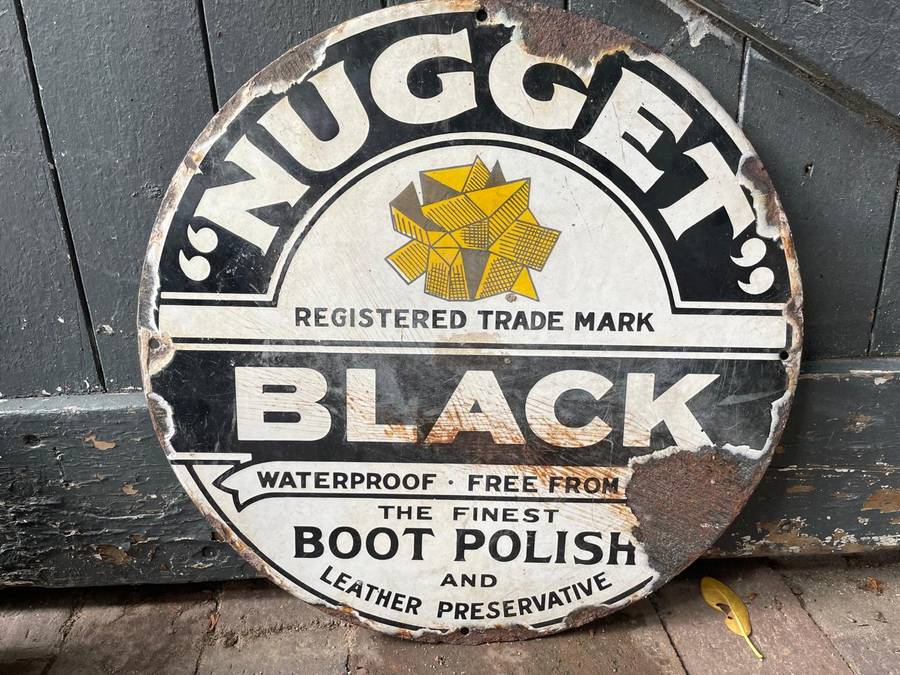 "NUGGET"
REGISTERED TRADE MARK
BLACK
WATERPROOF · FREE FROM
THE FINEST
BOOT POLISH
AND
LEATHER PRESERVATIVE